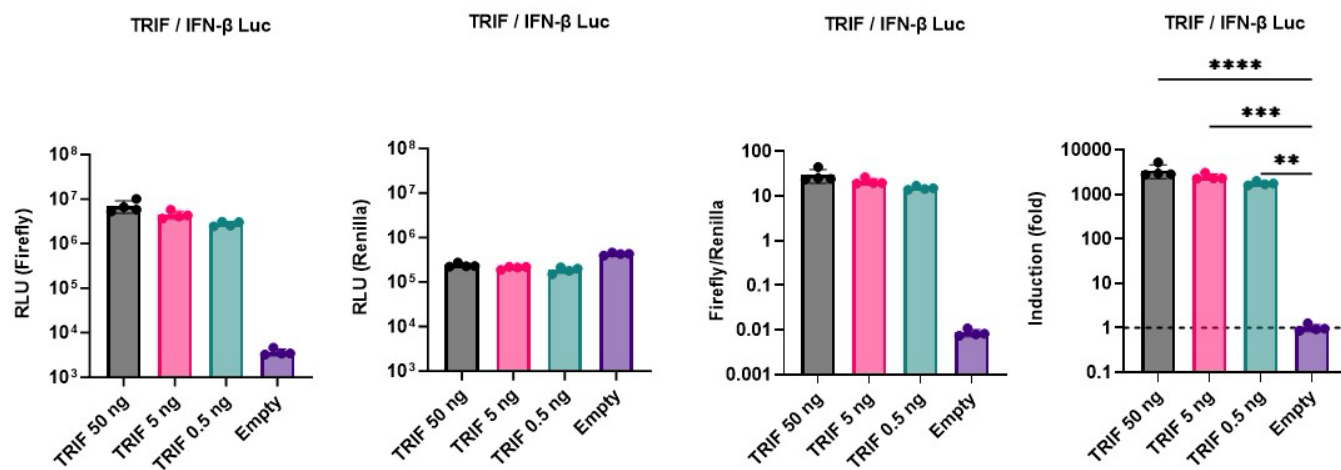 TRIF / IFN-β Luc
RLU (Firefly)
10⁸
10⁷
10⁶
10⁵
10⁴
10³
TRIF 50 ng
TRIF 5 ng
TRIF 0.5 ng
Empty
TRIF / IFN-β Luc
RLU (Renilla)
10⁸
10⁷
10⁶
10⁵
10⁴
10³
TRIF 50 ng
TRIF 5 ng
TRIF 0.5 ng
Empty
TRIF / IFN-β Luc
Firefly/Renilla
100
10
1
0.1
0.01
0.001
TRIF 50 ng
TRIF 5 ng
TRIF 0.5 ng
Empty
TRIF / IFN-β Luc
****
***
**
Induction (fold)
10000
1000
100
10
1
0.1
TRIF 50 ng
TRIF 5 ng
TRIF 0.5 ng
Empty